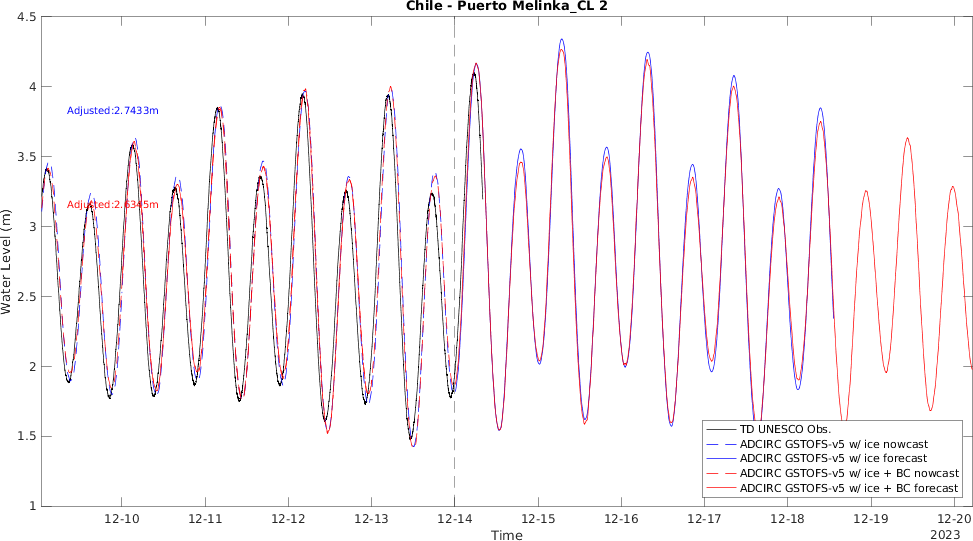 Chile - Puerto Melinka_CL 2
4.5
4
3.5
3
2.5
2
1.5
1
Water Level (m)
Adjusted:2.7433m
Adjusted:2.6345m
TD UNESCO Obs.
ADCIRC GSTOFS-v5 w/ ice nowcast
ADCIRC GSTOFS-v5 w/ ice forecast
ADCIRC GSTOFS-v5 w/ ice + BC nowcast
ADCIRC GSTOFS-v5 w/ ice + BC forecast
12-10 12-11 12-12 12-13 12-14 12-15 12-16 12-17 12-18 12-19 12-20
Time
2023